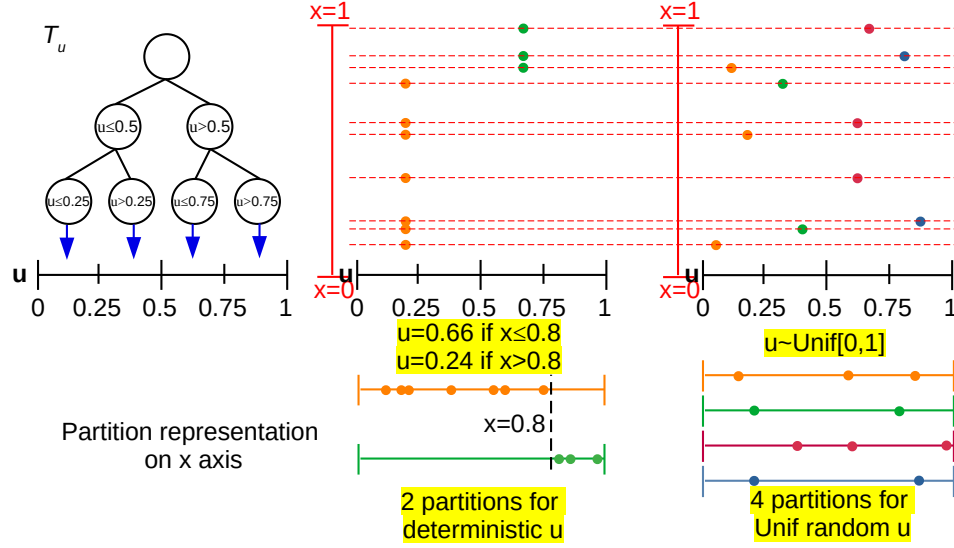 T_u
u≤0.5
u>0.5
u≤0.25
u>0.25
u≤0.75
u>0.75
u
0 0.25 0.5 0.75 1
x=1
x=0
u
0 0.25 0.5 0.75 1
x=1
x=0
u
0 0.25 0.5 0.75 1
u=0.66 if x≤0.8
u=0.24 if x>0.8
u~Unif[0,1]
Partition representation
on x axis
x=0.8
2 partitions for
deterministic u
4 partitions for
Unif random u